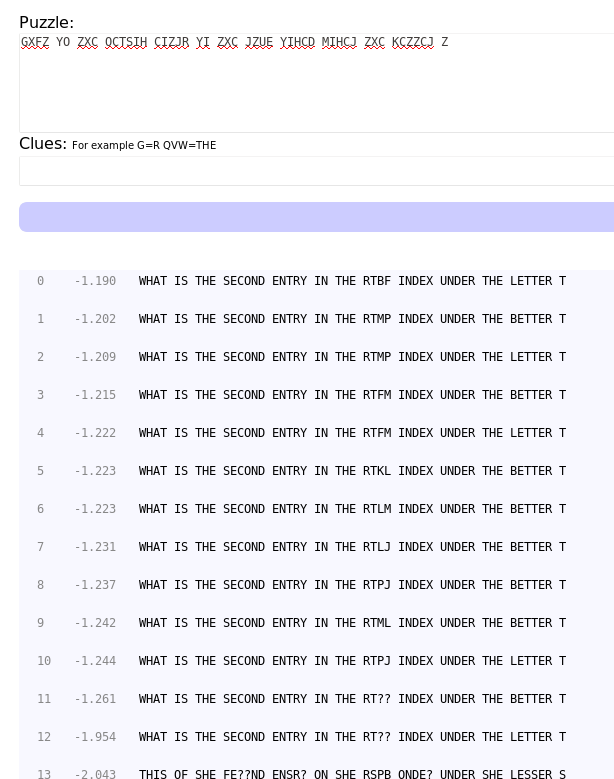 Puzzle:
GXFZ YO ZXC OCTSIH CIZJR YI ZXC JZUE YIHCD MIHCJ ZXC KCZZCJ Z
Clues: For example G=R QVW=THE
0 -1.190 WHAT IS THE SECOND ENTRY IN THE RTBF INDEX UNDER THE LETTER T
1 -1.202 WHAT IS THE SECOND ENTRY IN THE RTMP INDEX UNDER THE BETTER T
2 -1.209 WHAT IS THE SECOND ENTRY IN THE RTMP INDEX UNDER THE LETTER T
3 -1.215 WHAT IS THE SECOND ENTRY IN THE RTFM INDEX UNDER THE BETTER T
4 -1.222 WHAT IS THE SECOND ENTRY IN THE RTFM INDEX UNDER THE LETTER T
5 -1.223 WHAT IS THE SECOND ENTRY IN THE RTKL INDEX UNDER THE BETTER T
6 -1.223 WHAT IS THE SECOND ENTRY IN THE RTLM INDEX UNDER THE BETTER T
7 -1.231 WHAT IS THE SECOND ENTRY IN THE RTLJ INDEX UNDER THE BETTER T
8 -1.237 WHAT IS THE SECOND ENTRY IN THE RTPJ INDEX UNDER THE BETTER T
9 -1.242 WHAT IS THE SECOND ENTRY IN THE RTML INDEX UNDER THE BETTER T
10 -1.244 WHAT IS THE SECOND ENTRY IN THE RTPJ INDEX UNDER THE LETTER T
11 -1.261 WHAT IS THE SECOND ENTRY IN THE RT?? INDEX UNDER THE BETTER T
12 -1.954 WHAT IS THE SECOND ENTRY IN THE RT?? INDEX UNDER THE LETTER T
13 -2.043 THIS OF SHE FE??ND ENSR? ON SHE RSPB ONDE? UNDER SHE LESSER S